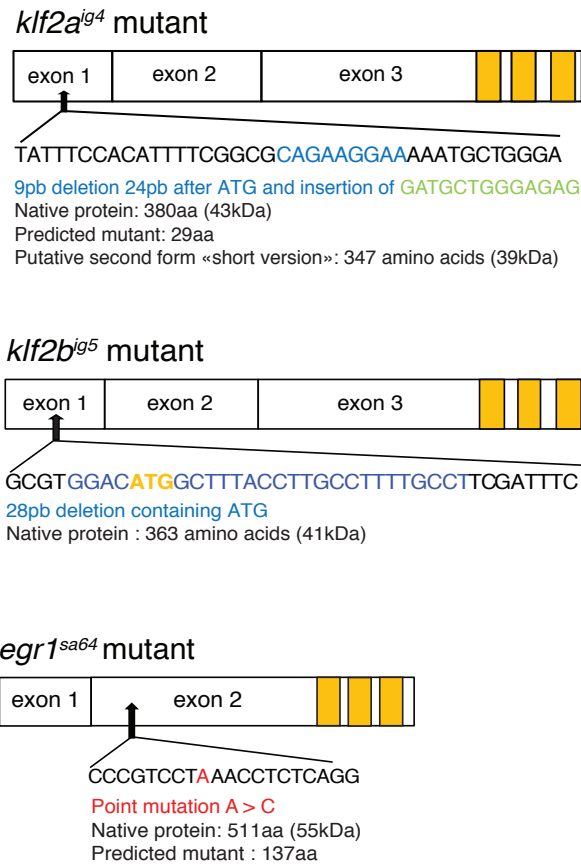 klf2a^ig4 mutant
exon 1 exon 2 exon 3
TATTTCCACATTTTCGGCGCAGAAGGAAAAATGCTGGGA
9pb deletion 24pb after ATG and insertion of GATGCTGGGAGAG
Native protein: 380aa (43kDa)
Predicted mutant: 29aa
Putative second form «short version»: 347 amino acids (39kDa)
klf2b^ig5 mutant
exon 1 exon 2 exon 3
GCGTGGACATGGCTTTACCTTGCCTTTTGCCTTCGATTTC
28pb deletion containing ATG
Native protein : 363 amino acids (41kDa)
egr1^sa64 mutant
exon 1 exon 2
CCCGTCCTAAACCTCTCAGG
Point mutation A > C
Native protein: 511aa (55kDa)
Predicted mutant : 137aa